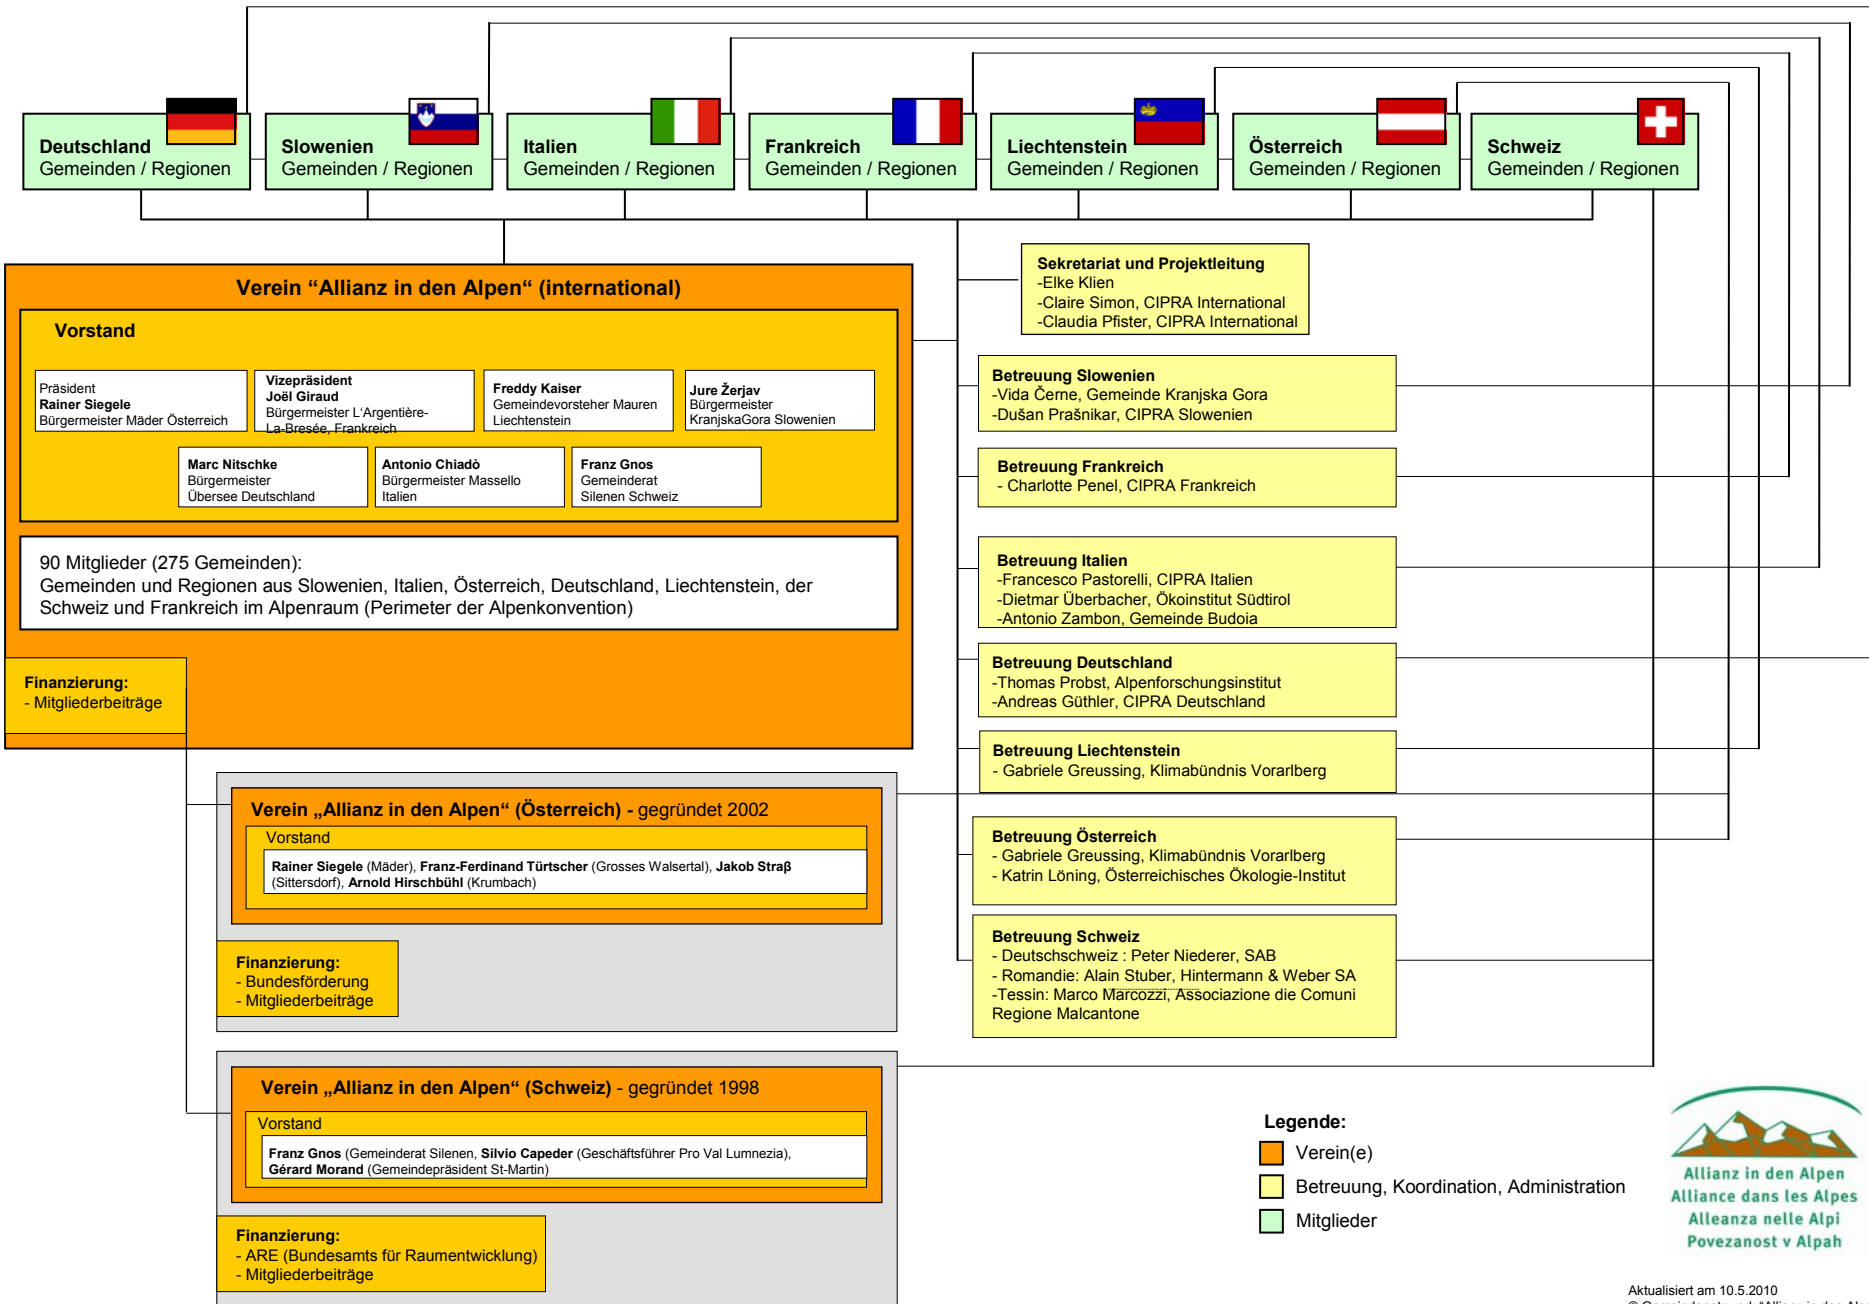 Deutschland
Gemeinden / Regionen
Slowenien
Gemeinden / Regionen
Italien
Gemeinden / Regionen
Frankreich
Gemeinden / Regionen
Liechtenstein
Gemeinden / Regionen
Österreich
Gemeinden / Regionen
Schweiz
Gemeinden / Regionen
Verein “Allianz in den Alpen“ (international)
Vorstand
Präsident
Rainer Siegele
Bürgermeister Mäder Österreich
Vizepräsident
Joël Giraud
Bürgermeister L‘Argentière-
La-Bresée, Frankreich
Freddy Kaiser
Gemeindevorsteher Mauren
Liechtenstein
Jure Žerjav
Bürgermeister
KranjskaGora Slowenien
Marc Nitschke
Bürgermeister
Übersee Deutschland
Antonio Chiadò
Bürgermeister Massello
Italien
Franz Gnos
Gemeinderat
Silenen Schweiz
90 Mitglieder (275 Gemeinden):
Gemeinden und Regionen aus Slowenien, Italien, Österreich, Deutschland, Liechtenstein, der
Schweiz und Frankreich im Alpenraum (Perimeter der Alpenkonvention)
Finanzierung:
- Mitgliederbeiträge
Verein „Allianz in den Alpen“ (Österreich) - gegründet 2002
Vorstand
Rainer Siegele (Mäder), Franz-Ferdinand Türtscher (Grosses Walsertal), Jakob Straβ
(Sittersdorf), Arnold Hirschbühl (Krumbach)
Finanzierung:
- Bundesförderung
- Mitgliederbeiträge
Verein „Allianz in den Alpen“ (Schweiz) - gegründet 1998
Vorstand
Franz Gnos (Gemeinderat Silenen, Silvio Capeder (Geschäftsführer Pro Val Lumnezia),
Gérard Morand (Gemeindepräsident St-Martin)
Finanzierung:
- ARE (Bundesamts für Raumentwicklung)
- Mitgliederbeiträge
Sekretariat und Projektleitung
-Elke Klien
-Claire Simon, CIPRA International
-Claudia Pfister, CIPRA International
Betreuung Slowenien
-Vida Černe, Gemeinde Kranjska Gora
-Dušan Prašnikar, CIPRA Slowenien
Betreuung Frankreich
- Charlotte Penel, CIPRA Frankreich
Betreuung Italien
-Francesco Pastorelli, CIPRA Italien
-Dietmar Überbacher, Ökoinstitut Südtirol
-Antonio Zambon, Gemeinde Budoia
Betreuung Deutschland
-Thomas Probst, Alpenforschungsinstitut
-Andreas Güthler, CIPRA Deutschland
Betreuung Liechtenstein
- Gabriele Greussing, Klimabündnis Vorarlberg
Betreuung Österreich
- Gabriele Greussing, Klimabündnis Vorarlberg
- Katrin Löning, Österreichisches Ökologie-Institut
Betreuung Schweiz
- Deutschschweiz : Peter Niederer, SAB
- Romandie: Alain Stuber, Hintermann & Weber SA
-Tessin: Marco Marcozzi, Associazione die Comuni
Regione Malcantone
Legende:
Verein(e)
Betreuung, Koordination, Administration
Mitglieder
Allianz in den Alpen
Alliance dans les Alpes
Alleanza nelle Alpi
Povezanost v Alpah
Aktualisiert am 10.5.2010